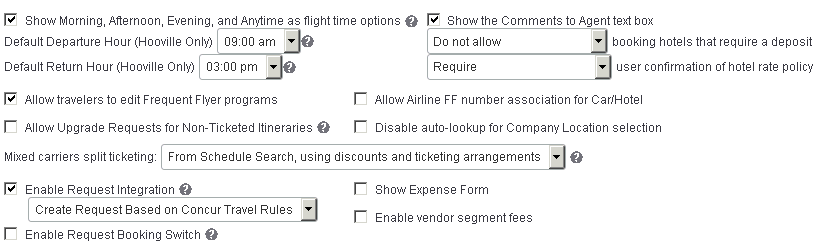 Show Morning, Afternoon, Evening, and Anytime as flight time options ? Show the Comments to Agent text box
Default Departure Hour (Hooville Only) 09:00 am ? Do not allow booking hotels that require a deposit
Default Return Hour (Hooville Only) 03:00 pm ? Require user confirmation of hotel rate policy
Allow travelers to edit Frequent Flyer programs Allow Airline FF number association for Car/Hotel
Allow Upgrade Requests for Non-Ticketed Itineraries ? Disable auto-lookup for Company Location selection
Mixed carriers split ticketing: From Schedule Search, using discounts and ticketing arrangements ?
Enable Request Integration ? Show Expense Form
Create Request Based on Concur Travel Rules
Enable vendor segment fees
Enable Request Booking Switch ?